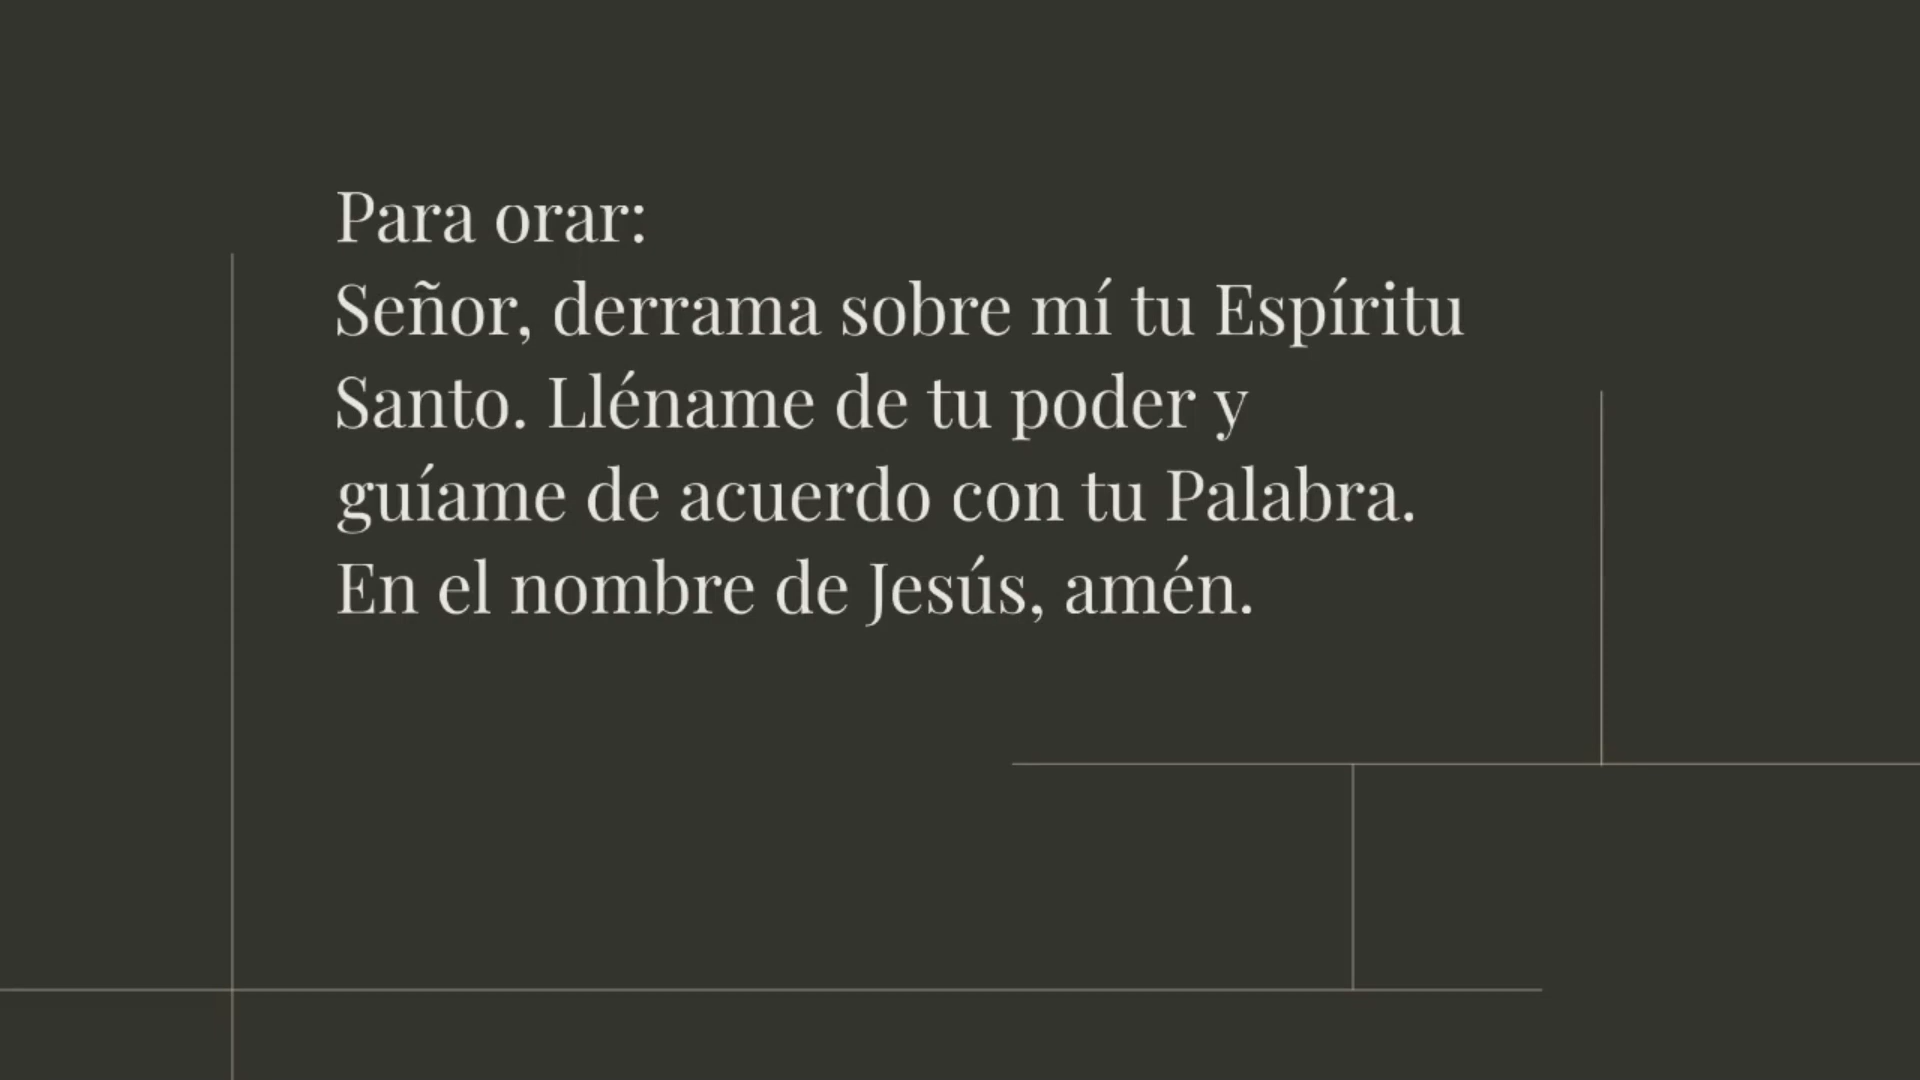 Para orar:
Señor, derrama sobre mí tu Espíritu
Santo. Lléname de tu poder y
guíame de acuerdo con tu Palabra.
En el nombre de Jesús, amén.